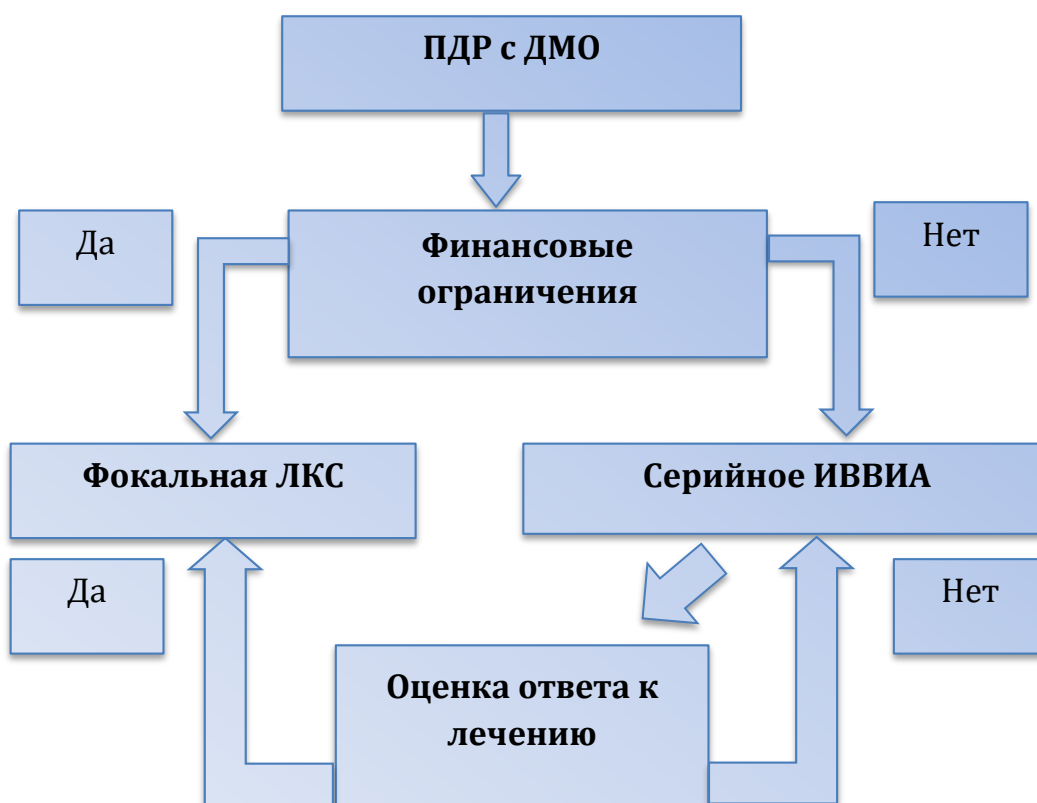 ПДР с ДМО
Да
Финансовые
ограничения
Нет
Фокальная ЛКС
Серийное ИВВИА
Да
Нет
Оценка ответа к
лечению